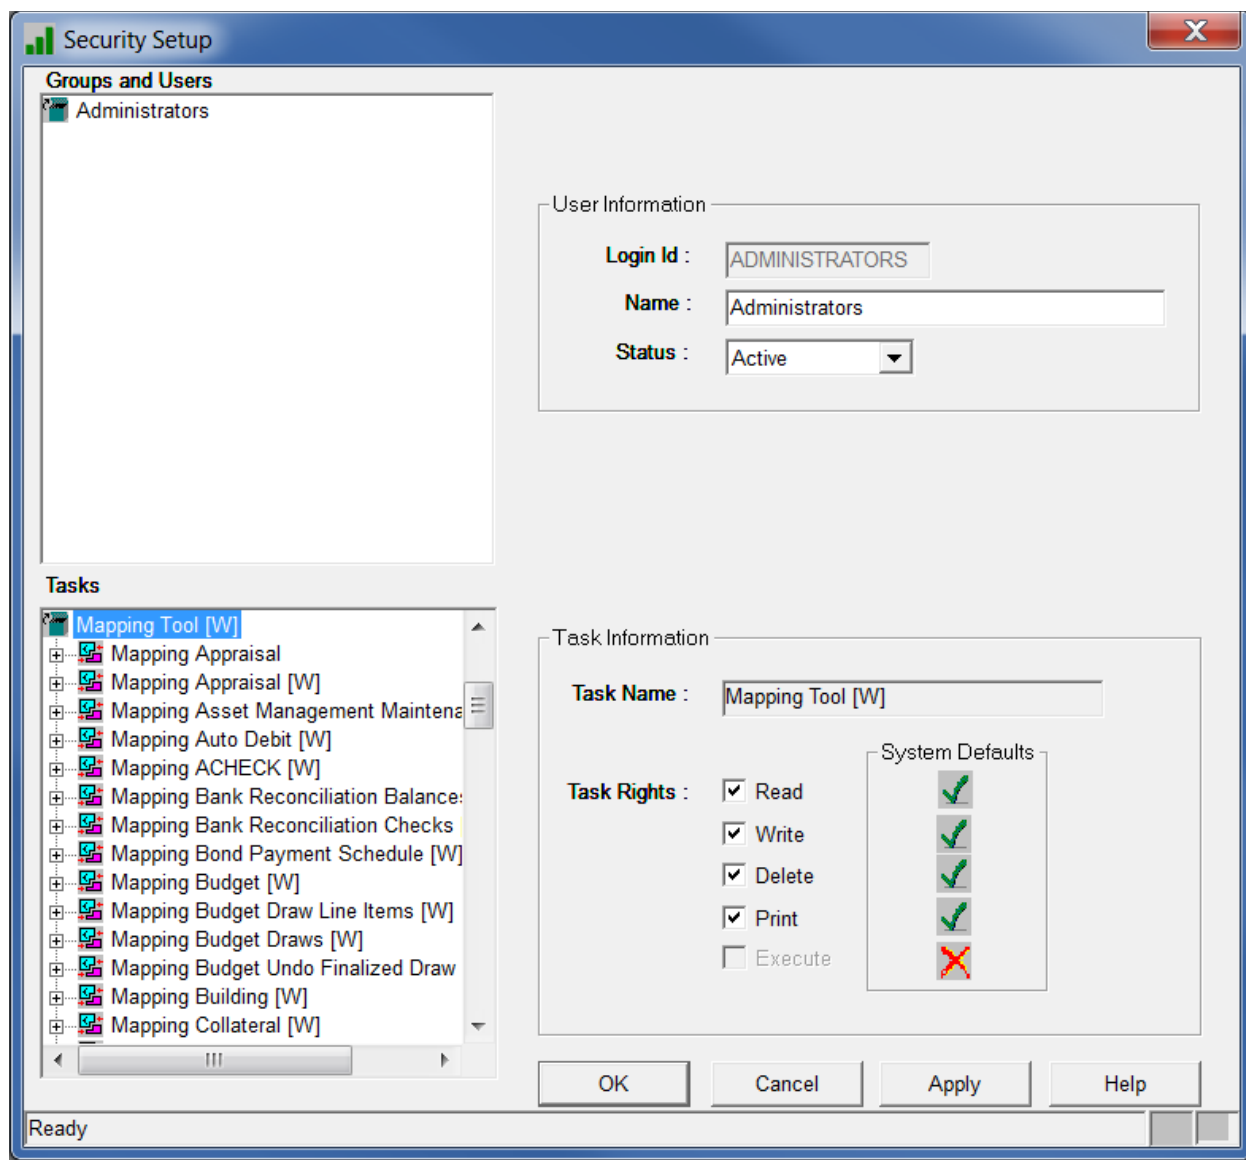 Security Setup
X
Groups and Users
Administrators
User Information
Login Id :
ADMINISTRATORS
Name :
Administrators
Status :
Active
Tasks
Mapping Tool [W]
Mapping Appraisal
Mapping Appraisal [W]
Mapping Asset Management Maintena
Mapping Auto Debit [W]
Mapping ACHECK [W]
Mapping Bank Reconciliation Balances
Mapping Bank Reconciliation Checks
Mapping Bond Payment Schedule [W]
Mapping Budget [W]
Mapping Budget Draw Line Items [W]
Mapping Budget Draws [W]
Mapping Budget Undo Finalized Draw
Mapping Building [W]
Mapping Collateral [W]
Task Information
Task Name :
Mapping Tool [W]
System Defaults
Task Rights :
Read
Write
Delete
Print
Execute
OK
Cancel
Apply
Help
Ready